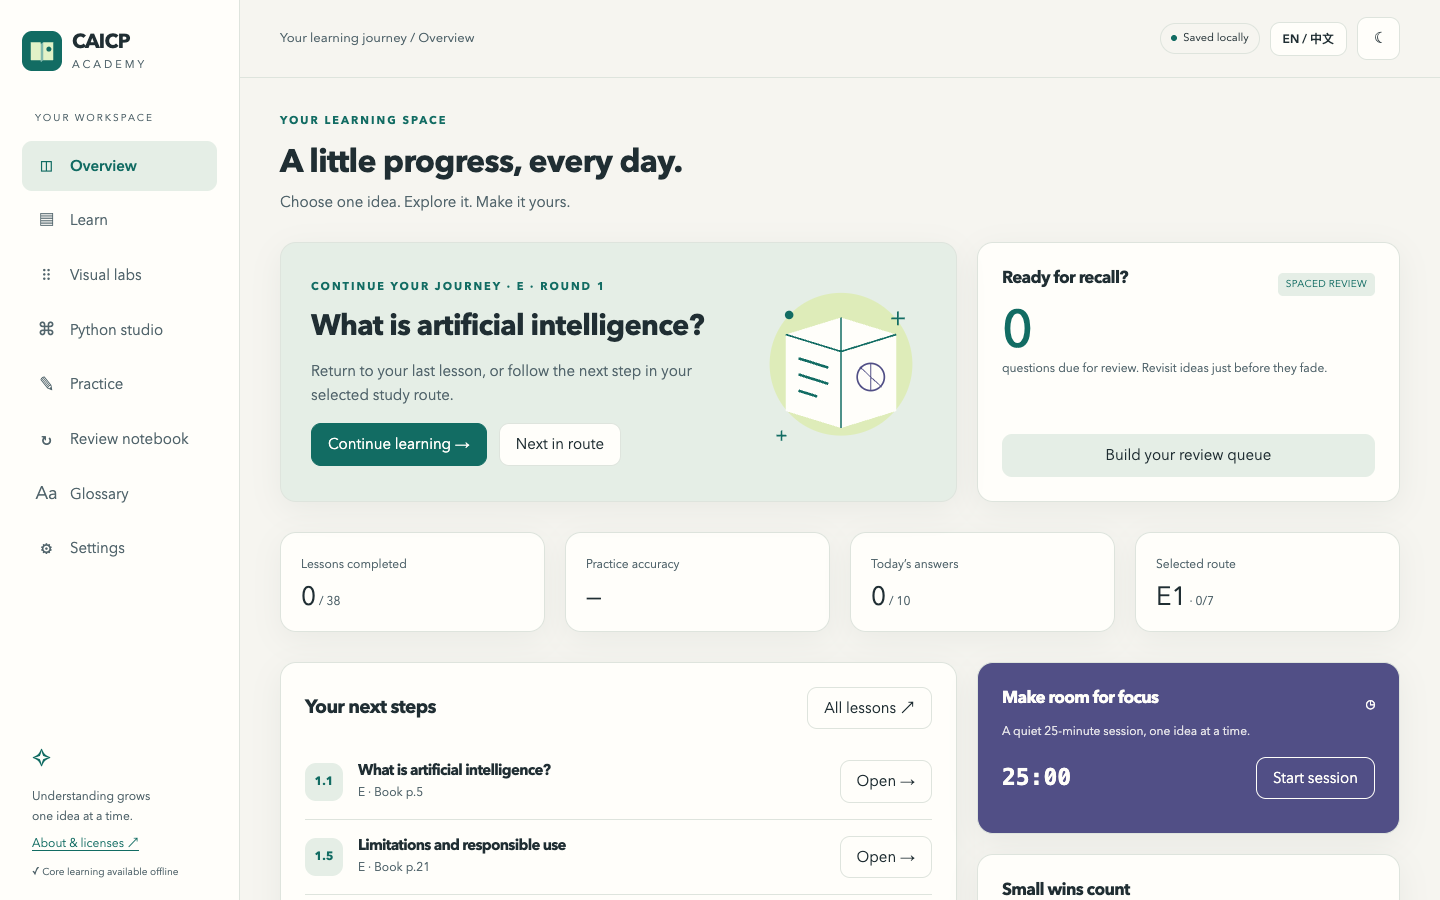 CAICP
ACADEMY
YOUR WORKSPACE
Overview
Learn
Visual labs
Python studio
Practice
Review notebook
Aa Glossary
Settings
Understanding grows
one idea at a time.
About & licenses ↗
✓ Core learning available offline
Your learning journey / Overview
Saved locally
EN / 中文
YOUR LEARNING SPACE
A little progress, every day.
Choose one idea. Explore it. Make it yours.
CONTINUE YOUR JOURNEY · E · ROUND 1
What is artificial intelligence?
Return to your last lesson, or follow the next step in your
selected study route.
Continue learning →
Next in route
Ready for recall?
SPACED REVIEW
0
questions due for review. Revisit ideas just before they fade.
Build your review queue
Lessons completed
0 / 38
Practice accuracy
—
Today's answers
0 / 10
Selected route
E1 · 0/7
Your next steps
All lessons ↗
1.1
What is artificial intelligence?
E · Book p.5
Open →
1.5
Limitations and responsible use
E · Book p.21
Open →
Make room for focus
A quiet 25-minute session, one idea at a time.
25:00
Start session
Small wins count